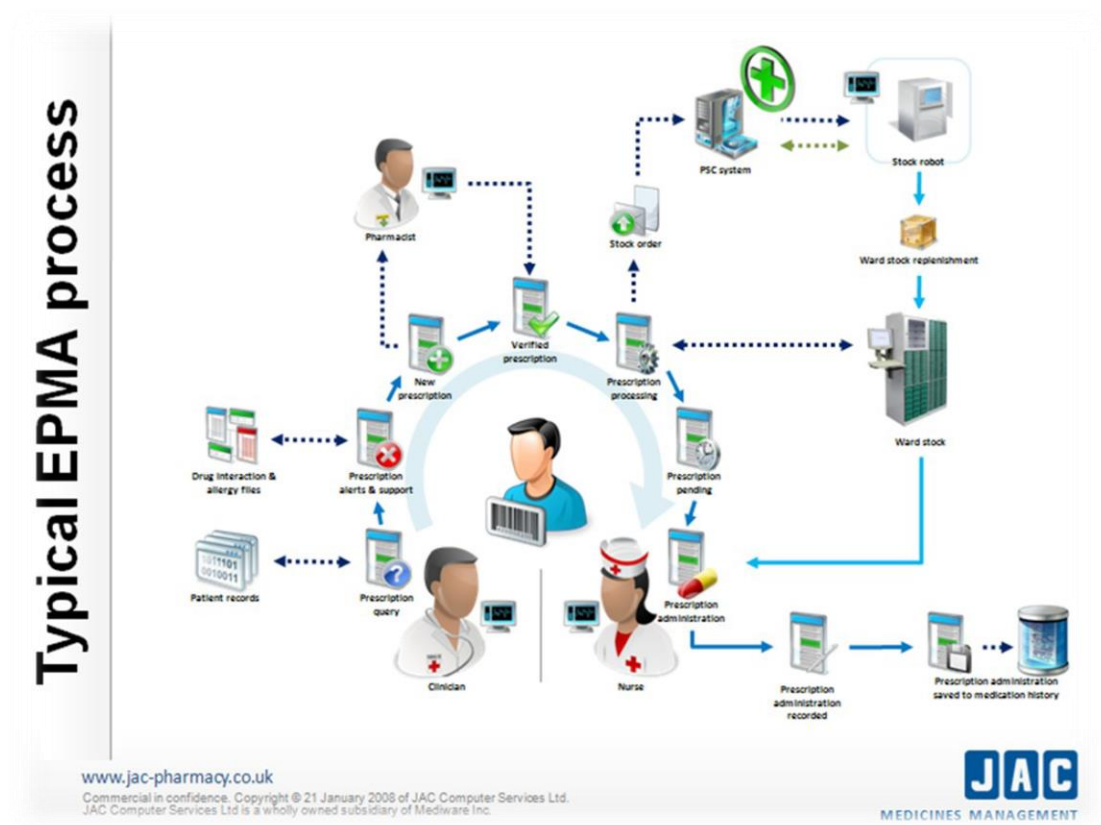 Typical EPMA process
PSC system
Stock robot
Pharmacist
Stock order
Ward stock replenishment
Verified
prescription
New
prescription
Prescription
processing
Ward stock
Drug interaction &
allergy files
Prescription
alerts & support
Prescription
pending
1011101
0010011
Patient records
Prescription
query
Prescription
administration
Clinician
Nurse
Prescription
administration
recorded
Prescription administration
saved to medication history
www.jac-pharmacy.co.uk
Commercial in confidence. Copyright © 21 January 2008 of JAC Computer Services Ltd.
JAC Computer Services Ltd is a wholly owned subsidiary of Mediware Inc.
JAC
MEDICINES MANAGEMENT